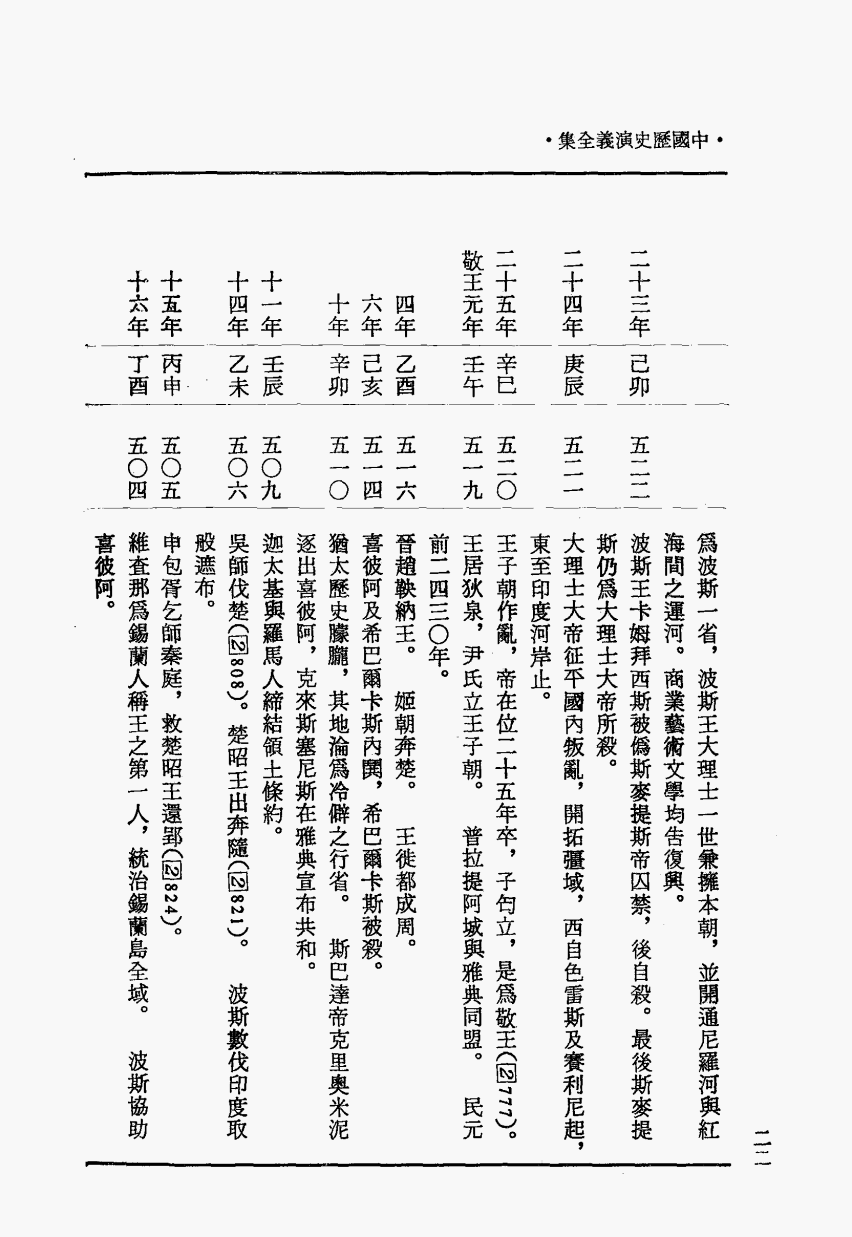 ・中國歷史演義全集・
爲波斯一省，波斯王大理士一世兼擁本朝，並開通尼羅河與紅
海間之運河。商業藝術文學均告復興。
二十三年 己卯 五二二 波斯王卡姆拜西斯被僞斯麥提斯帝囚禁，後自殺。最後斯麥提
斯仍爲大理士大帝所殺。
二十四年 庚辰 五二一 大理士大帝征平國內叛亂，開拓疆域，西自色雷斯及賽利尼起，
東至印度河岸止。
二十五年 辛巳 五二〇 王子朝作亂，帝在位二十五年卒，子匄立，是爲敬王（②777）。
敬王元年 壬午 五一九 王居狄泉，尹氏立王子朝。　普拉提阿城與雅典同盟。　民元
前二四三〇年。
四年 乙酉 五一六 晉趙鞅納王。　姬朝奔楚。　王徙都成周。
六年 己亥 五一四 喜彼阿及希巴爾卡斯內鬨，希巴爾卡斯被殺。
十年 辛卯 五一〇 猶太歷史朦朧，其地淪爲冷僻之行省。　斯巴達帝克里奧米泥
逐出喜彼阿，克來斯塞尼斯在雅典宣布共和。
十一年 壬辰 五〇九 迦太基與羅馬人締結領土條約。
十四年 乙未 五〇六 吳師伐楚（②808）。楚昭王出奔隨（②821）。　波斯數伐印度取
般遮布。
十五年 丙申 五〇五 申包胥乞師秦庭，救楚昭王還郢（②824）。
十六年 丁酉 五〇四 維查那爲錫蘭人稱王之第一人，統治錫蘭島全域。　波斯協助
喜彼阿。
二二